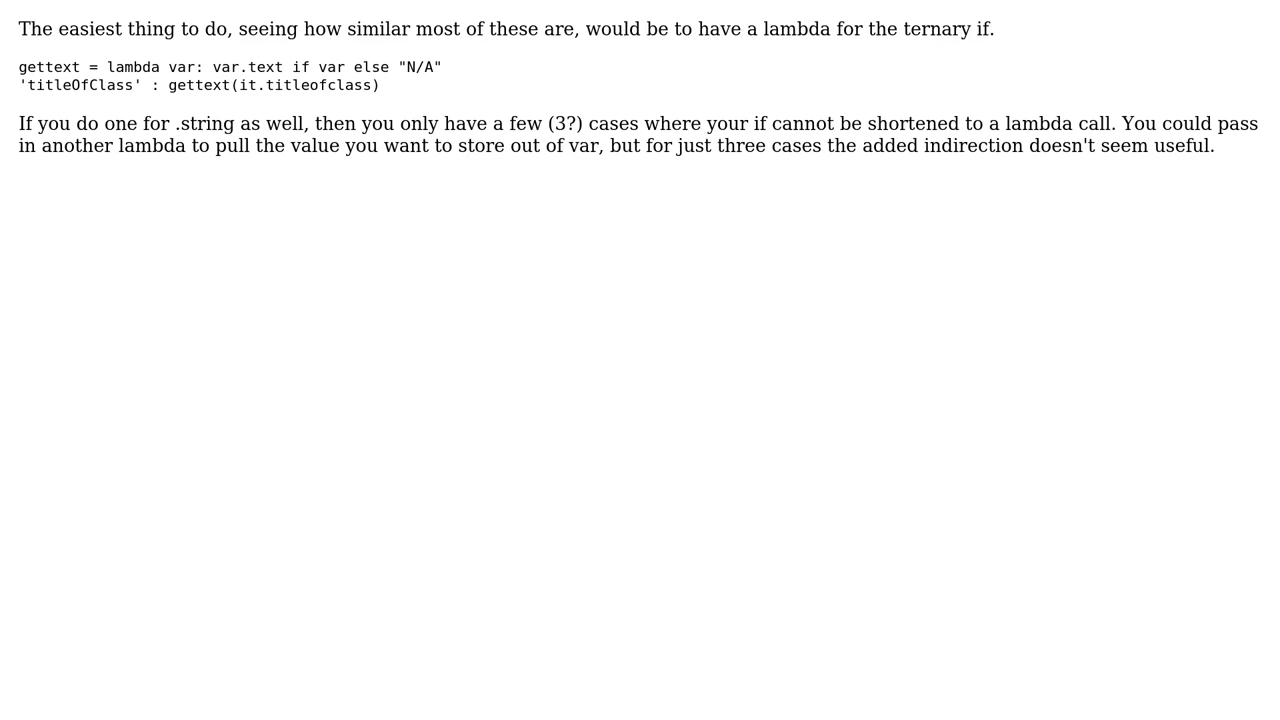 The easiest thing to do, seeing how similar most of these are, would be to have a lambda for the ternary if.
gettext = lambda var: var.text if var else "N/A"
'titleOfClass' : gettext(it.titleofclass)
If you do one for .string as well, then you only have a few (3?) cases where your if cannot be shortened to a lambda call. You could pass
in another lambda to pull the value you want to store out of var, but for just three cases the added indirection doesn't seem useful.